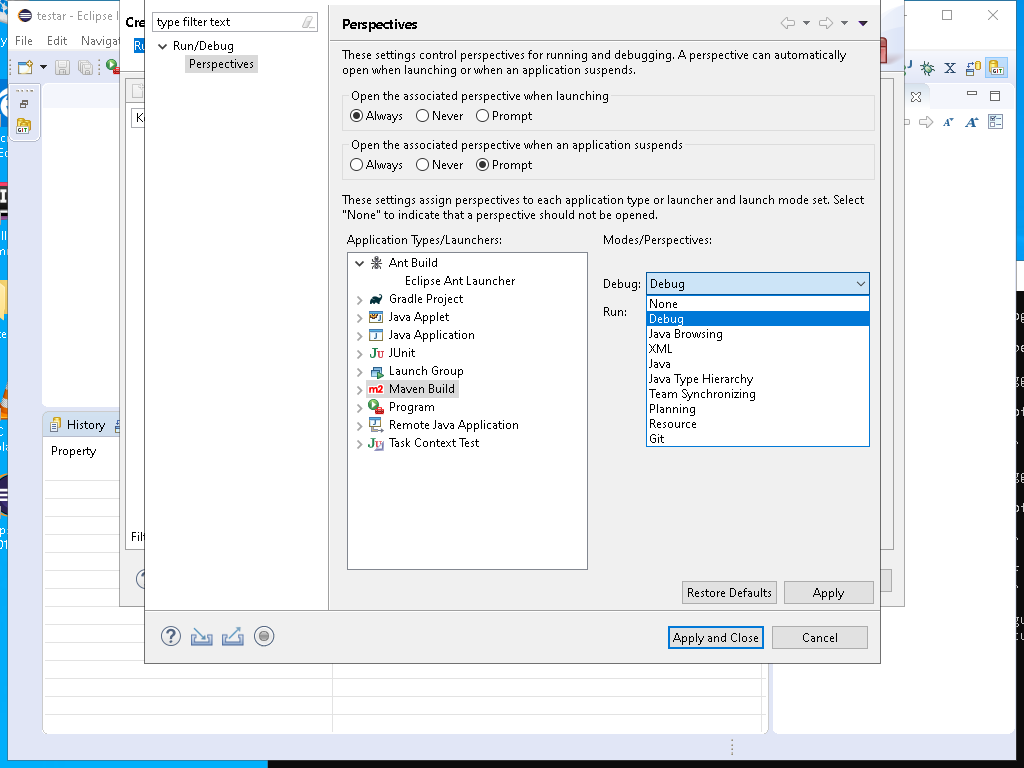 testar - Eclipse I
File Edit Navigat
Cre
Ru
type filter text
Run/Debug
Perspectives
Perspectives
These settings control perspectives for running and debugging. A perspective can automatically
open when launching or when an application suspends.
Open the associated perspective when launching
Always Never Prompt
Open the associated perspective when an application suspends
Always Never Prompt
These settings assign perspectives to each application type or launcher and launch mode set. Select
"None" to indicate that a perspective should not be opened.
Application Types/Launchers:
Modes/Perspectives:
Ant Build
Eclipse Ant Launcher
Gradle Project
Java Applet
Java Application
JUnit
Launch Group
Maven Build
Program
Remote Java Application
Task Context Test
Debug: Debug
Run:
None
Debug
Java Browsing
XML
Java
Java Type Hierarchy
Team Synchronizing
Planning
Resource
Git
History
Property
Filt
Restore Defaults Apply
Apply and Close Cancel